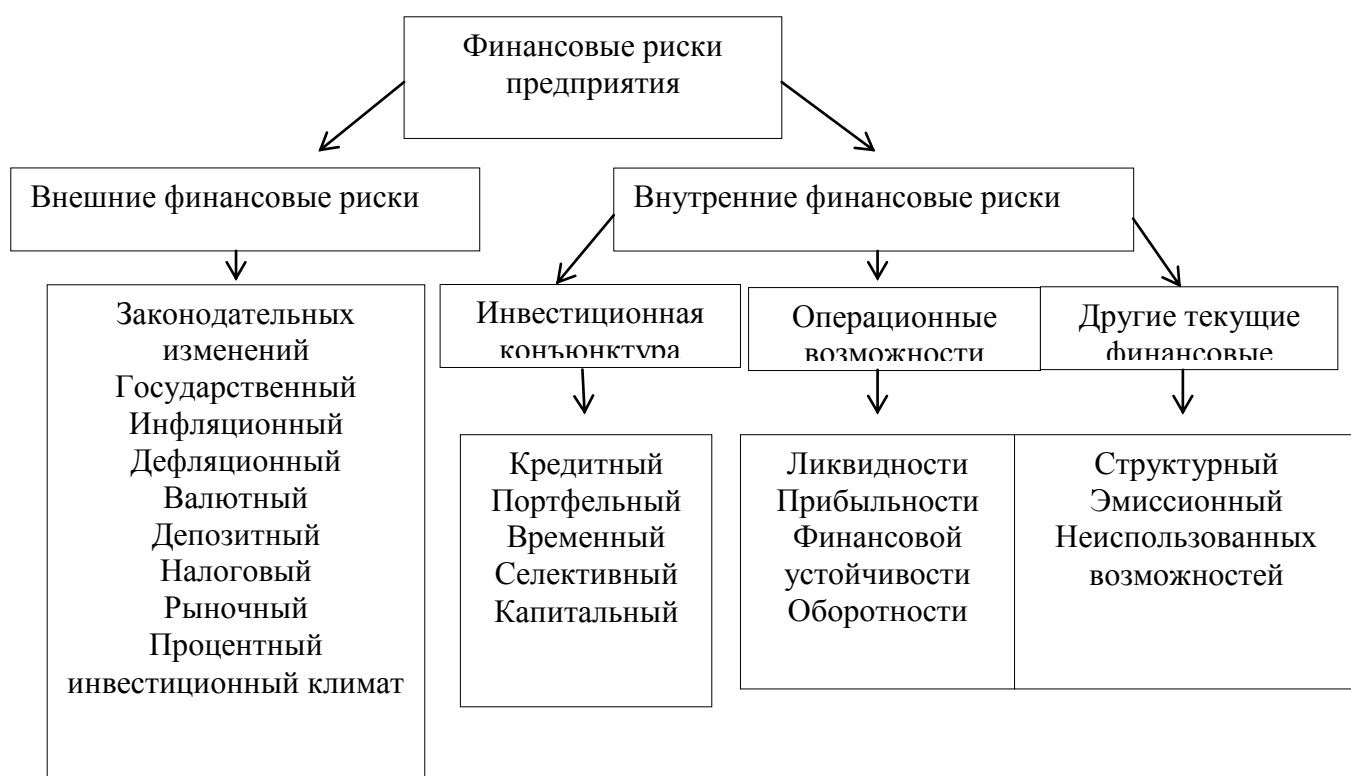 Финансовые риски
предприятия
Внешние финансовые риски
Внутренние финансовые риски
Законодательных
изменений
Государственный
Инфляционный
Дефляционный
Валютный
Депозитный
Налоговый
Рыночный
Процентный
инвестиционный климат
Инвестиционная
конъюнктура
Операционные
возможности
Другие текущие
финансовые
Кредитный
Портфельный
Временный
Селективный
Капитальный
Ликвидности
Прибыльности
Финансовой
устойчивости
Оборотности
Структурный
Эмиссионный
Неиспользованных
возможностей